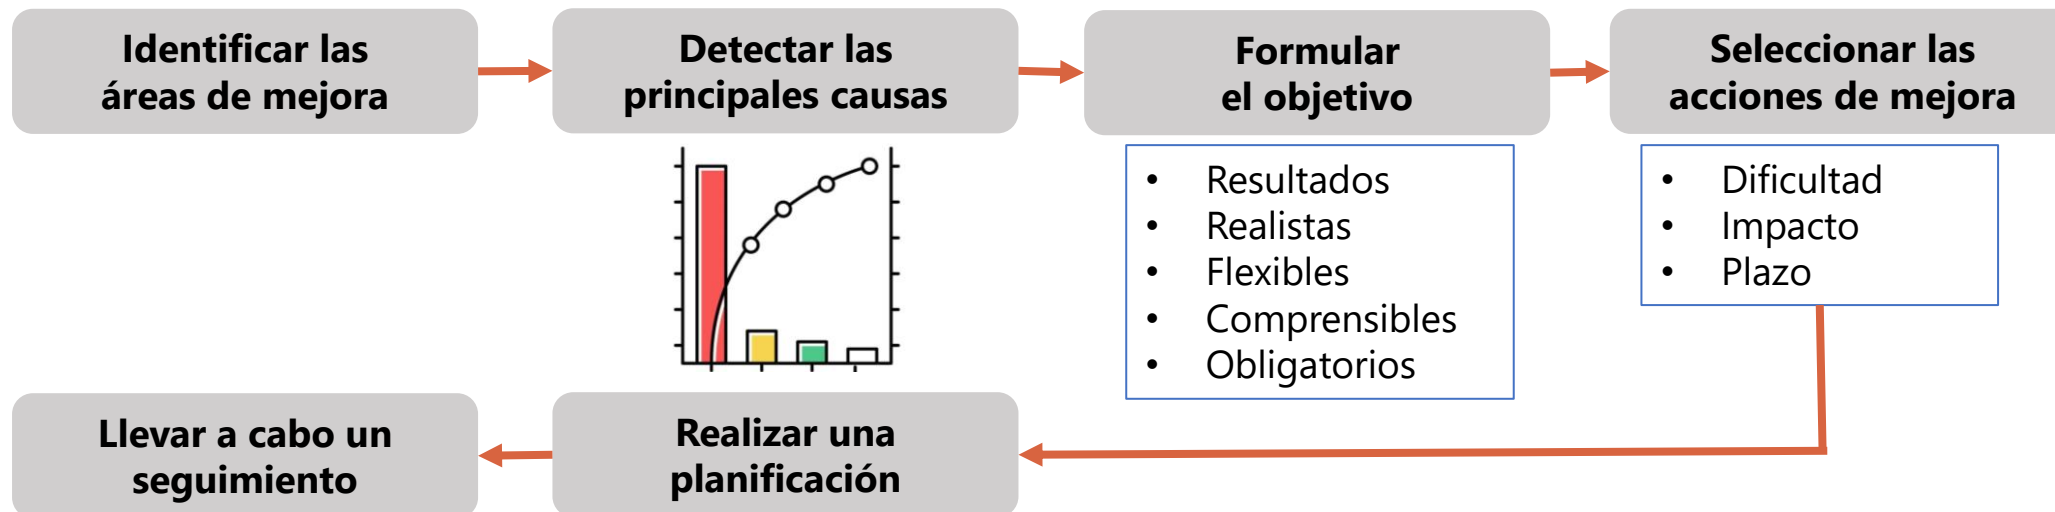 Identificar las
áreas de mejora
Detectar las
principales causas
Formular
el objetivo
Seleccionar las
acciones de mejora
• Resultados
• Realistas
• Flexibles
• Comprensibles
• Obligatorios
• Dificultad
• Impacto
• Plazo
Llevar a cabo un
seguimiento
Realizar una
planificación